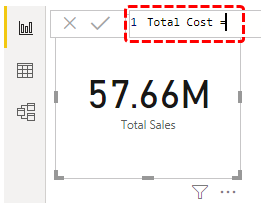 1 Total Cost =
57.66M
Total Sales